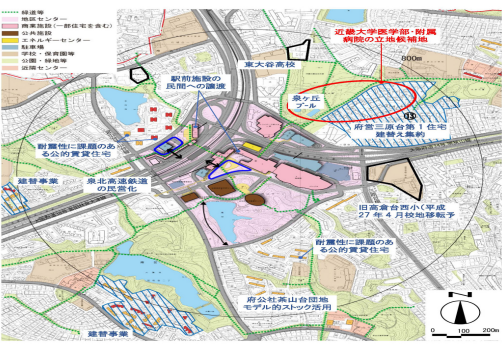 緑道等
地区センター
商業施設(一部住宅を含む)
公共施設
エネルギーセンター
駐車場
学校・保育園等
公園・緑地等
近隣センター
近畿大学医学部・附属
病院の立地候補地
800m
東大谷高校
駅前施設の
民間への譲渡
泉ケ丘
プール
⑬
府営三原台第1住宅
建替え集約
耐震性に課題のあ
る公的賃貸住宅
建替事業
泉北高速鉄道
の民営化
旧高倉台西小(平成
27年4月校地移転予
耐震性に課題のあ
る公的賃貸住宅
府公社茶山台団地
モデル的ストック活用
建替事業
0 100 200m